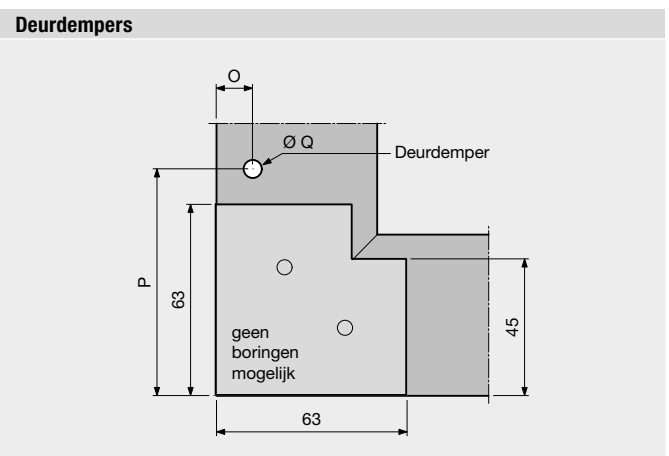 Deurdempers
O
Ø Q
Deurdemper
P
63
45
geen
boringen
mogelijk
63